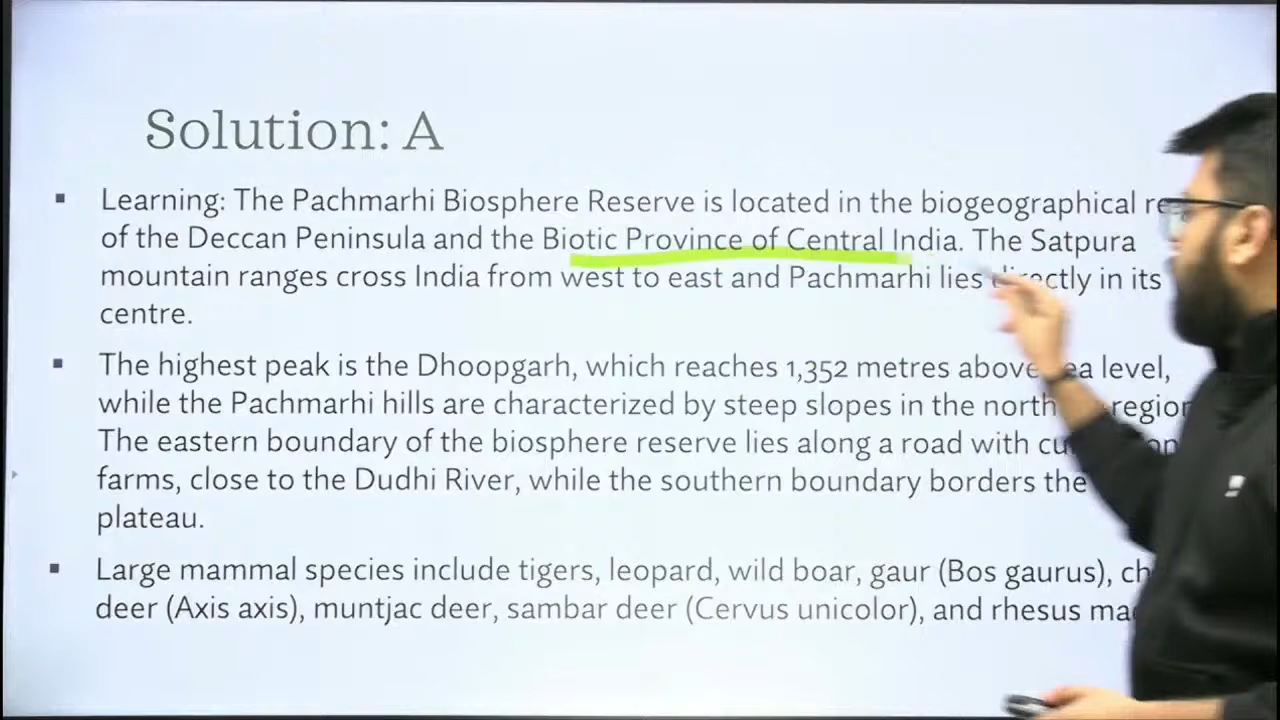 Solution: A
▪ Learning: The Pachmarhi Biosphere Reserve is located in the biogeographical
of the Deccan Peninsula and the Biotic Province of Central India. The Satpura
mountain ranges cross India from west to east and Pachmarhi lies directly in its
centre.
▪ The highest peak is the Dhoopgarh, which reaches 1,352 metres above sea level,
while the Pachmarhi hills are characterized by steep slopes in the
The eastern boundary of the biosphere reserve lies along a road with
farms, close to the Dudhi River, while the southern boundary borders the
plateau.
▪ Large mammal species include tigers, leopard, wild boar, gaur (Bos gaurus),
deer (Axis axis), muntjac deer, sambar deer (Cervus unicolor), and rhesus